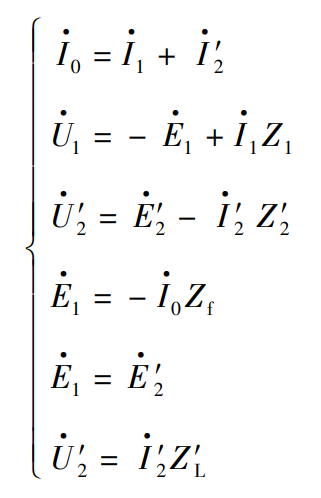 İ₀ = İ₁ + İ′₂
U̇₁ = − Ė₁ + İ₁Z₁
U̇′₂ = Ė′₂ − İ′₂ Z′₂
Ė₁ = − İ₀Z_f
Ė₁ = Ė′₂
U̇′₂ = İ′₂Z′_L